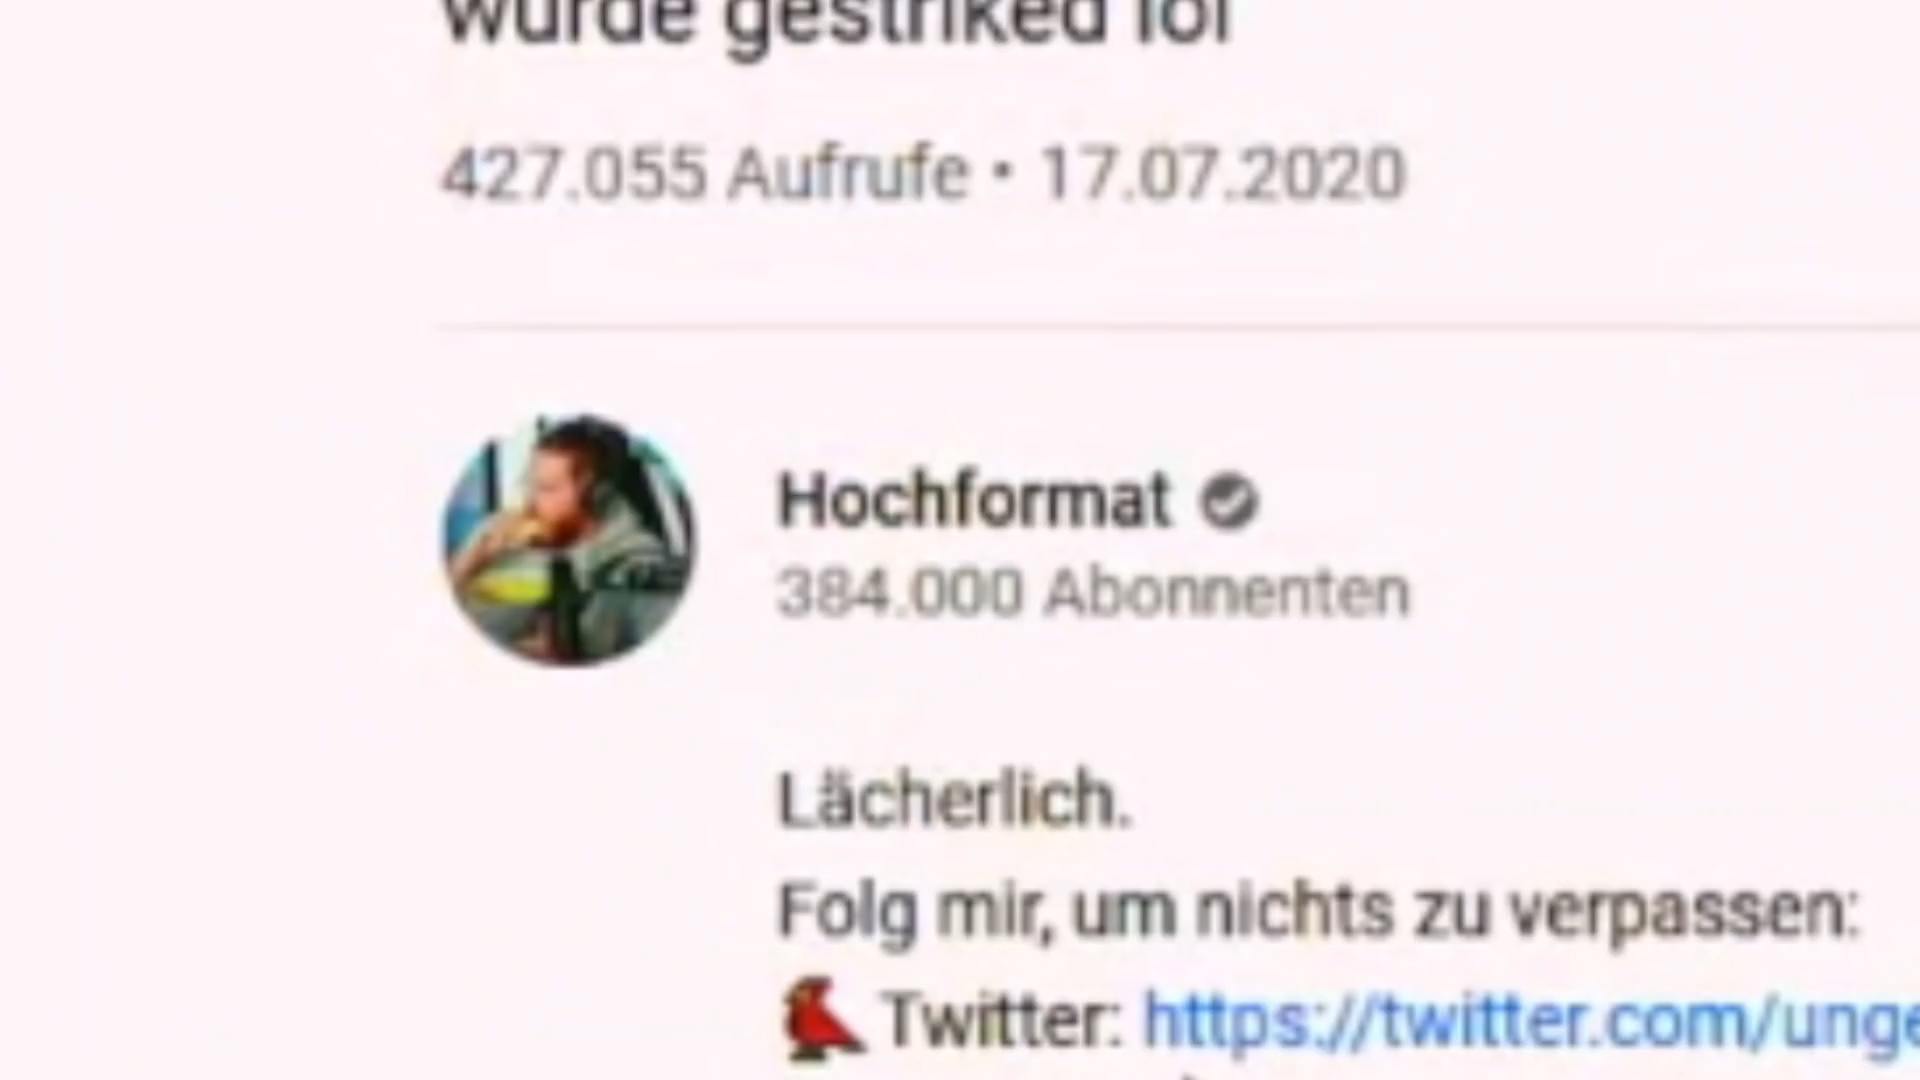 wurde gestriked lol
427.055 Aufrufe • 17.07.2020
Hochformat
384.000 Abonnenten
Lächerlich.
Folg mir, um nichts zu verpassen:
Twitter: https://twitter.com/unge